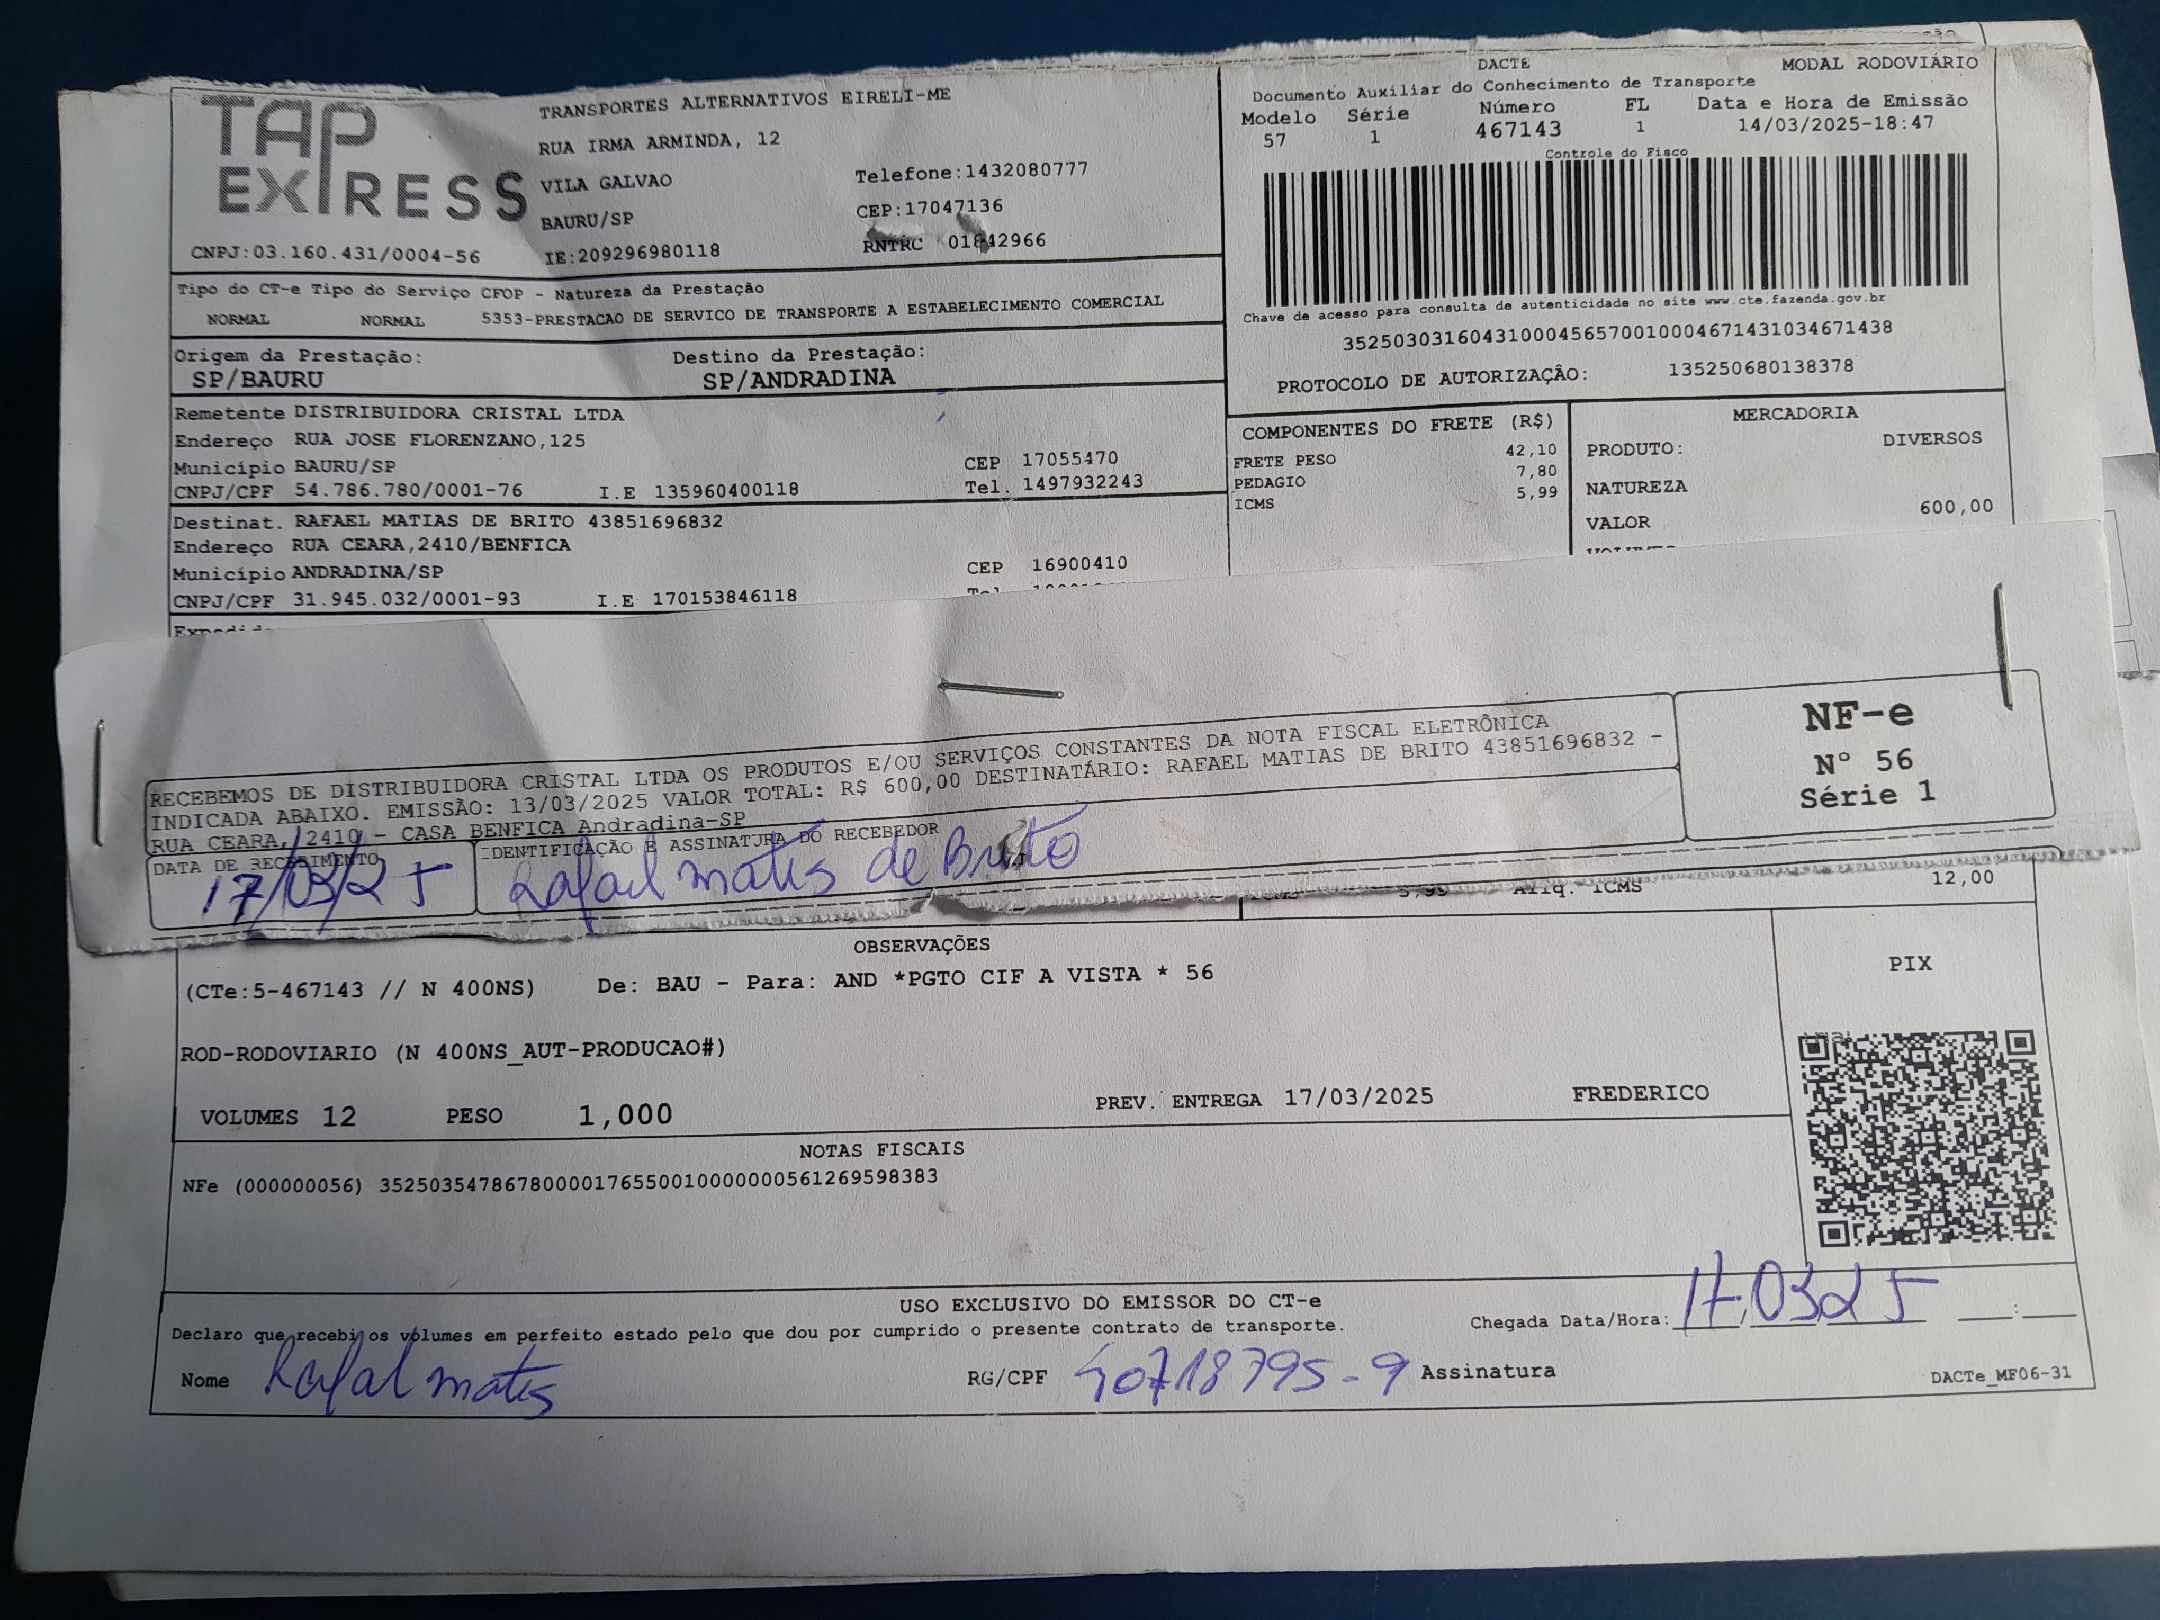 TAP
EXPRESS
CNPJ:03.160.431/0004-56
TRANSPORTES ALTERNATIVOS EIRELI-ME
RUA IRMA ARMINDA, 12
VILA GALVAO
BAURU/SP
IE:209296980118
Telefone:1432080777
CEP:17047136
RNTRC 01842966
DACTE
MODAL RODOVIÁRIO
Documento Auxiliar do Conhecimento de Transporte
Modelo Série Número FL Data e Hora de Emissão
57 1 467143 1 14/03/2025-18:47
Controle do Fisco
Chave de acesso para consulta de autenticidade no site www.cte.fazenda.gov.br
35250303160431000456570010004671431034671438
PROTOCOLO DE AUTORIZAÇÃO: 135250680138378
Tipo do CT-e Tipo do Serviço CFOP - Natureza da Prestação
NORMAL NORMAL 5353-PRESTACAO DE SERVICO DE TRANSPORTE A ESTABELECIMENTO COMERCIAL
Origem da Prestação: Destino da Prestação:
SP/BAURU SP/ANDRADINA
Remetente DISTRIBUIDORA CRISTAL LTDA
Endereço RUA JOSE FLORENZANO,125
Município BAURU/SP CEP 17055470
CNPJ/CPF 54.786.780/0001-76 I.E 135960400118 Tel. 1497932243
Destinat. RAFAEL MATIAS DE BRITO 43851696832
Endereço RUA CEARA,2410/BENFICA
Município ANDRADINA/SP CEP 16900410
CNPJ/CPF 31.945.032/0001-93 I.E 170153846118
COMPONENTES DO FRETE (R$)
FRETE PESO 42,10
PEDAGIO 7,80
ICMS 5,99
MERCADORIA
PRODUTO: DIVERSOS
NATUREZA
VALOR 600,00
RECEBEMOS DE DISTRIBUIDORA CRISTAL LTDA OS PRODUTOS E/OU SERVIÇOS CONSTANTES DA NOTA FISCAL ELETRÔNICA
INDICADA ABAIXO. EMISSÃO: 13/03/2025 VALOR TOTAL: R$ 600,00 DESTINATÁRIO: RAFAEL MATIAS DE BRITO 43851696832 -
RUA CEARA, 2410 - CASA BENFICA Andradina-SP
NF-e
Nº 56
Série 1
DATA DE RECEBIMENTO IDENTIFICAÇÃO E ASSINATURA DO RECEBEDOR
17/03/25 Rafael matis de Brito
ICMS 5,99 Aliq. ICMS 12,00
OBSERVAÇÕES
(CTe:5-467143 // N 400NS) De: BAU - Para: AND *PGTO CIF A VISTA * 56
ROD-RODOVIARIO (N 400NS_AUT-PRODUCAO#)
VOLUMES 12 PESO 1,000 PREV. ENTREGA 17/03/2025 FREDERICO
PIX
NOTAS FISCAIS
NFe (000000056) 35250354786780000176550010000000561269598383
USO EXCLUSIVO DO EMISSOR DO CT-e
Declaro que recebi os volumes em perfeito estado pelo que dou por cumprido o presente contrato de transporte.
Chegada Data/Hora: 17/03/25 :
Nome Rafal matis RG/CPF 40718795-9 Assinatura
DACTe_MF06-31